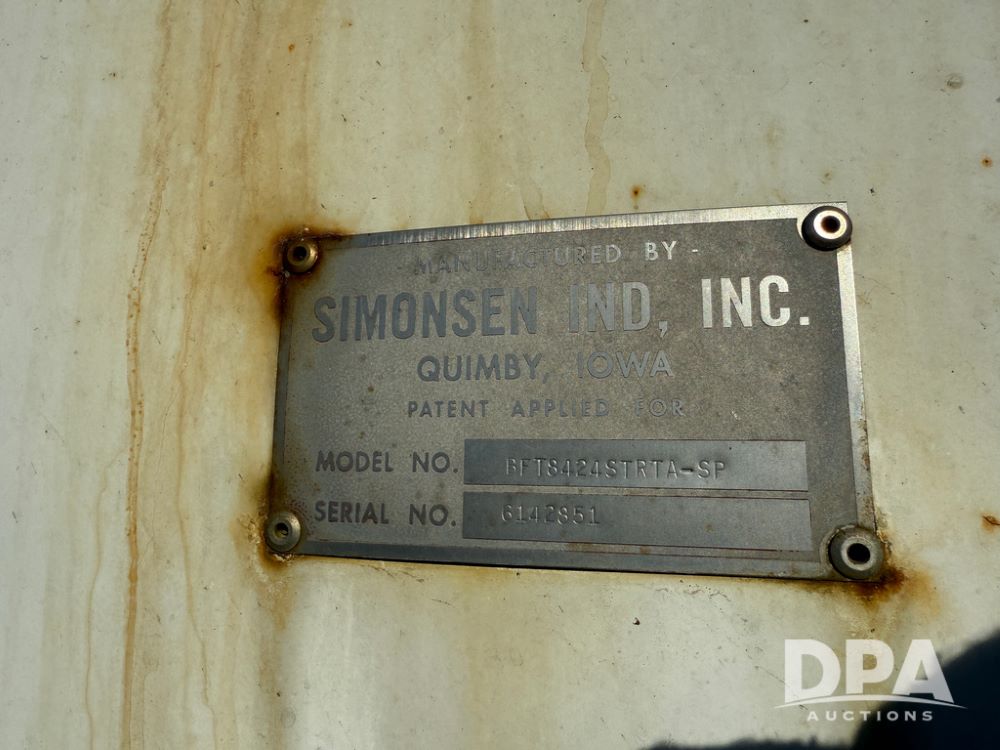 - MANUFACTURED BY -
SIMONSEN IND, INC.
QUIMBY, IOWA
PATENT APPLIED FOR
MODEL NO. BFT8424STRTA-SP
SERIAL NO. 6142851
DPA
AUCTIONS